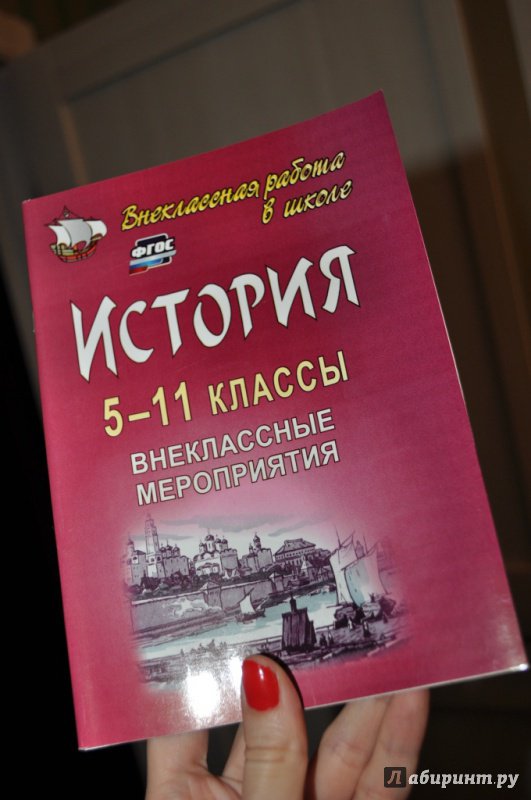 Внеклассная работа
в школе
ФГОС
ИСТОРИЯ
5–11 КЛАССЫ
ВНЕКЛАССНЫЕ
МЕРОПРИЯТИЯ
Лабиринт.ру